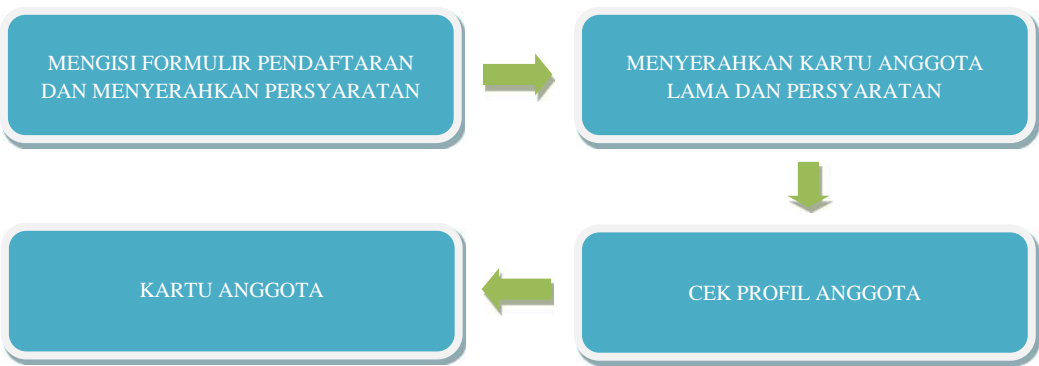 MENGISI FORMULIR PENDAFTARAN
DAN MENYERAHKAN PERSYARATAN
MENYERAHKAN KARTU ANGGOTA
LAMA DAN PERSYARATAN
CEK PROFIL ANGGOTA
KARTU ANGGOTA